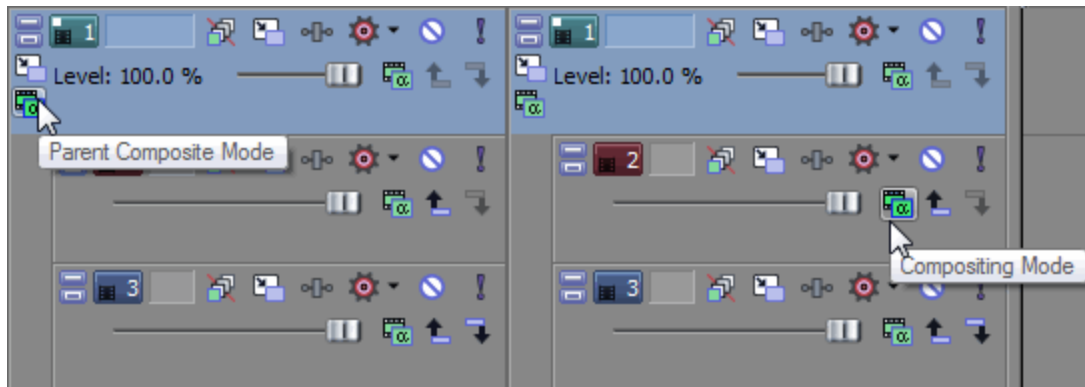 1
1
Level: 100.0 %
Level: 100.0 %
Parent Composite Mode
2
Compositing Mode
3
3